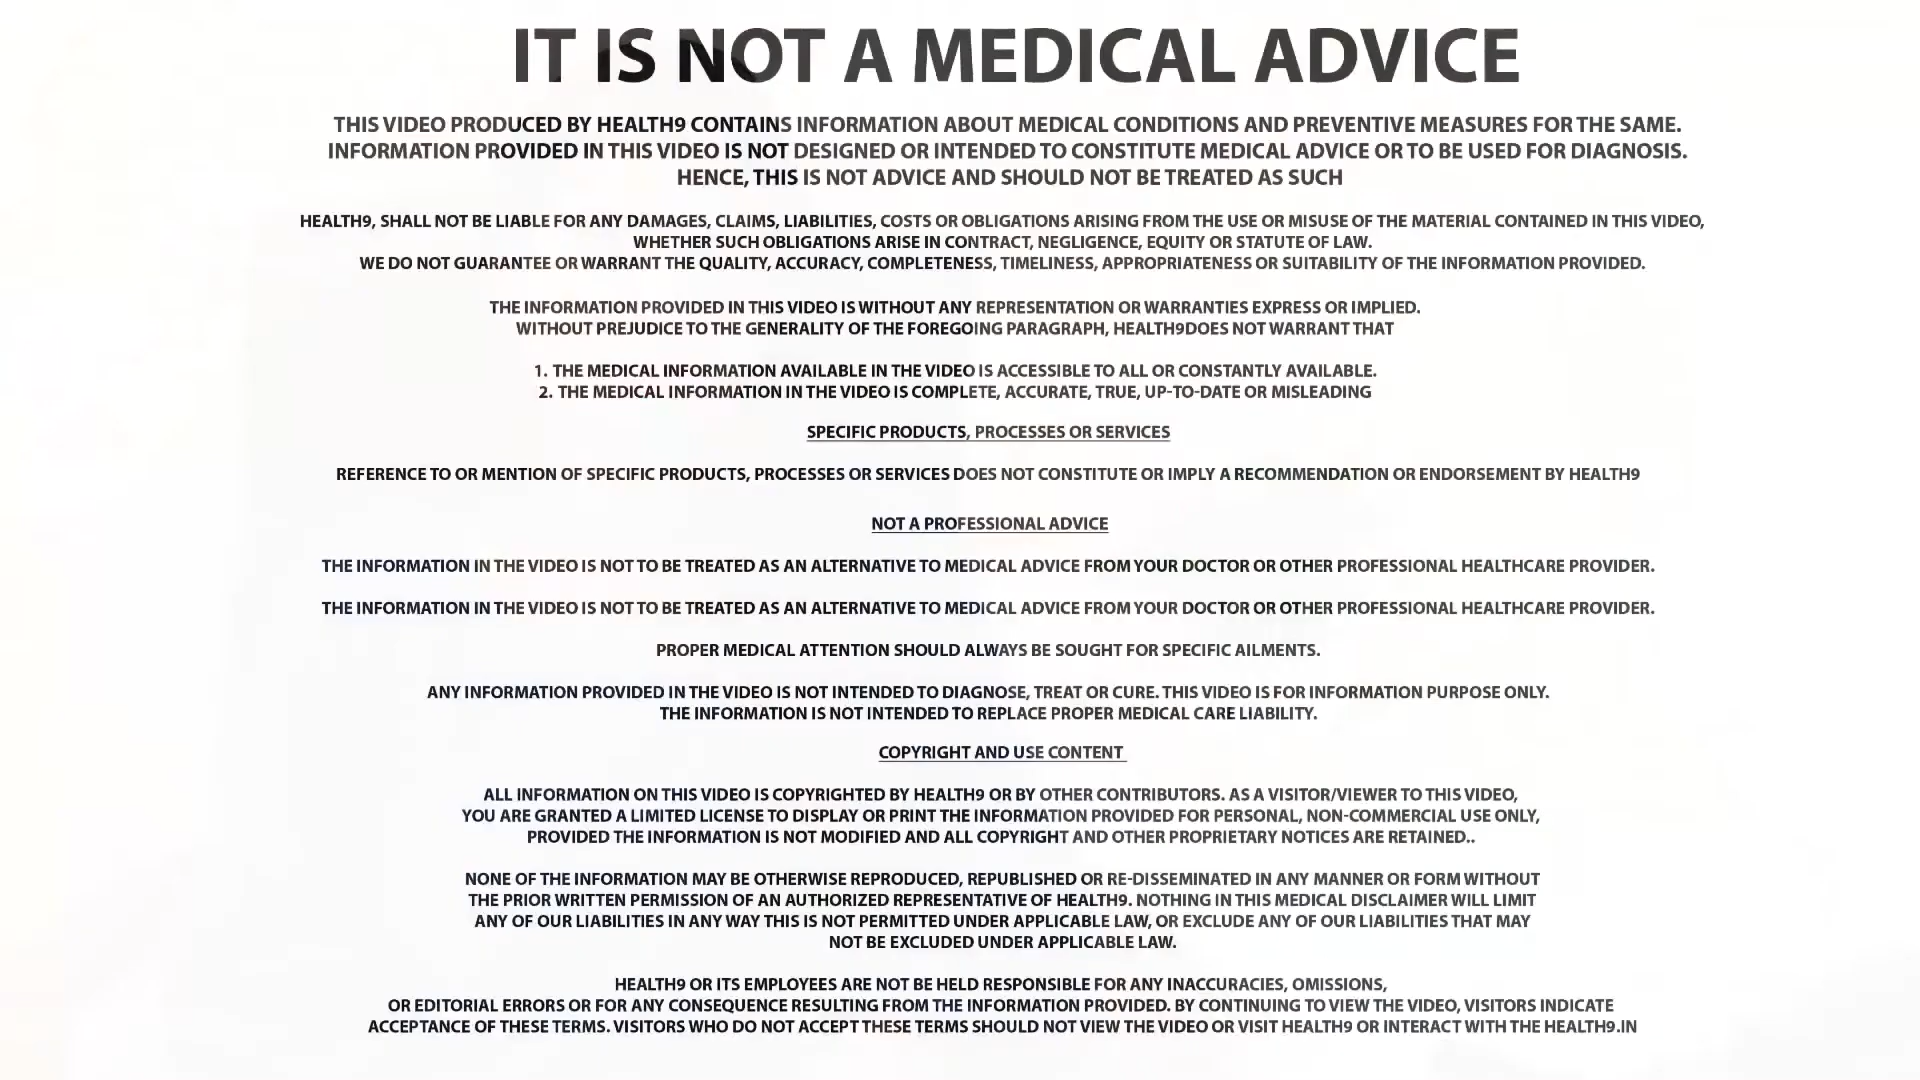 IT IS NOT A MEDICAL ADVICE
THIS VIDEO PRODUCED BY HEALTH9 CONTAINS INFORMATION ABOUT MEDICAL CONDITIONS AND PREVENTIVE MEASURES FOR THE SAME.
INFORMATION PROVIDED IN THIS VIDEO IS NOT DESIGNED OR INTENDED TO CONSTITUTE MEDICAL ADVICE OR TO BE USED FOR DIAGNOSIS.
HENCE, THIS IS NOT ADVICE AND SHOULD NOT BE TREATED AS SUCH
HEALTH9, SHALL NOT BE LIABLE FOR ANY DAMAGES, CLAIMS, LIABILITIES, COSTS OR OBLIGATIONS ARISING FROM THE USE OR MISUSE OF THE MATERIAL CONTAINED IN THIS VIDEO,
WHETHER SUCH OBLIGATIONS ARISE IN CONTRACT, NEGLIGENCE, EQUITY OR STATUTE OF LAW.
WE DO NOT GUARANTEE OR WARRANT THE QUALITY, ACCURACY, COMPLETENESS, TIMELINESS, APPROPRIATENESS OR SUITABILITY OF THE INFORMATION PROVIDED.
THE INFORMATION PROVIDED IN THIS VIDEO IS WITHOUT ANY REPRESENTATION OR WARRANTIES EXPRESS OR IMPLIED.
WITHOUT PREJUDICE TO THE GENERALITY OF THE FOREGOING PARAGRAPH, HEALTH9DOES NOT WARRANT THAT
1. THE MEDICAL INFORMATION AVAILABLE IN THE VIDEO IS ACCESSIBLE TO ALL OR CONSTANTLY AVAILABLE.
2. THE MEDICAL INFORMATION IN THE VIDEO IS COMPLETE, ACCURATE, TRUE, UP-TO-DATE OR MISLEADING
SPECIFIC PRODUCTS, PROCESSES OR SERVICES
REFERENCE TO OR MENTION OF SPECIFIC PRODUCTS, PROCESSES OR SERVICES DOES NOT CONSTITUTE OR IMPLY A RECOMMENDATION OR ENDORSEMENT BY HEALTH9
NOT A PROFESSIONAL ADVICE
THE INFORMATION IN THE VIDEO IS NOT TO BE TREATED AS AN ALTERNATIVE TO MEDICAL ADVICE FROM YOUR DOCTOR OR OTHER PROFESSIONAL HEALTHCARE PROVIDER.
THE INFORMATION IN THE VIDEO IS NOT TO BE TREATED AS AN ALTERNATIVE TO MEDICAL ADVICE FROM YOUR DOCTOR OR OTHER PROFESSIONAL HEALTHCARE PROVIDER.
PROPER MEDICAL ATTENTION SHOULD ALWAYS BE SOUGHT FOR SPECIFIC AILMENTS.
ANY INFORMATION PROVIDED IN THE VIDEO IS NOT INTENDED TO DIAGNOSE, TREAT OR CURE. THIS VIDEO IS FOR INFORMATION PURPOSE ONLY.
THE INFORMATION IS NOT INTENDED TO REPLACE PROPER MEDICAL CARE LIABILITY.
COPYRIGHT AND USE CONTENT
ALL INFORMATION ON THIS VIDEO IS COPYRIGHTED BY HEALTH9 OR BY OTHER CONTRIBUTORS. AS A VISITOR/VIEWER TO THIS VIDEO,
YOU ARE GRANTED A LIMITED LICENSE TO DISPLAY OR PRINT THE INFORMATION PROVIDED FOR PERSONAL, NON-COMMERCIAL USE ONLY,
PROVIDED THE INFORMATION IS NOT MODIFIED AND ALL COPYRIGHT AND OTHER PROPRIETARY NOTICES ARE RETAINED..
NONE OF THE INFORMATION MAY BE OTHERWISE REPRODUCED, REPUBLISHED OR RE-DISSEMINATED IN ANY MANNER OR FORM WITHOUT
THE PRIOR WRITTEN PERMISSION OF AN AUTHORIZED REPRESENTATIVE OF HEALTH9. NOTHING IN THIS MEDICAL DISCLAIMER WILL LIMIT
ANY OF OUR LIABILITIES IN ANY WAY THIS IS NOT PERMITTED UNDER APPLICABLE LAW, OR EXCLUDE ANY OF OUR LIABILITIES THAT MAY
NOT BE EXCLUDED UNDER APPLICABLE LAW.
HEALTH9 OR ITS EMPLOYEES ARE NOT BE HELD RESPONSIBLE FOR ANY INACCURACIES, OMISSIONS,
OR EDITORIAL ERRORS OR FOR ANY CONSEQUENCE RESULTING FROM THE INFORMATION PROVIDED. BY CONTINUING TO VIEW THE VIDEO, VISITORS INDICATE
ACCEPTANCE OF THESE TERMS. VISITORS WHO DO NOT ACCEPT THESE TERMS SHOULD NOT VIEW THE VIDEO OR VISIT HEALTH9 OR INTERACT WITH THE HEALTH9.IN